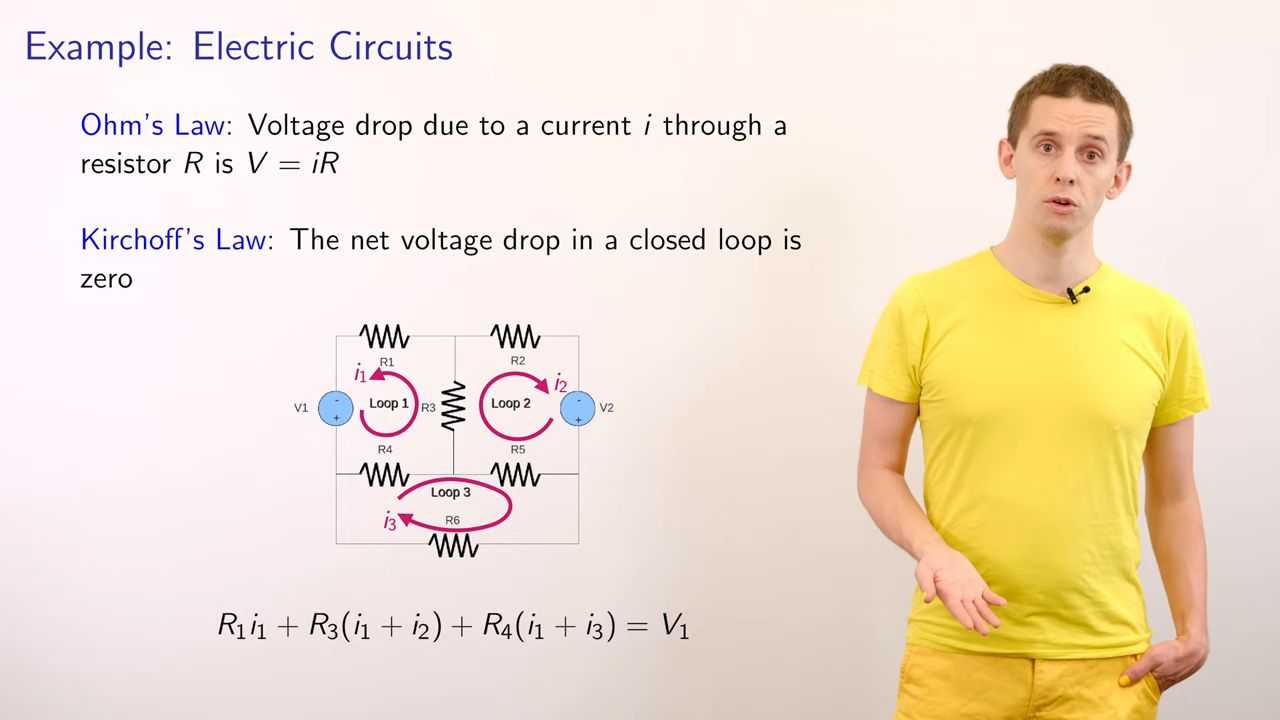 Example: Electric Circuits
Ohm's Law: Voltage drop due to a current i through a
resistor R is V = iR
Kirchoff's Law: The net voltage drop in a closed loop is
zero
R1 R2
i₁ i₂
V1 - + Loop 1 R3 Loop 2 - + V2
R4 R5
Loop 3
i₃ R6
R₁i₁ + R₃(i₁ + i₂) + R₄(i₁ + i₃) = V₁